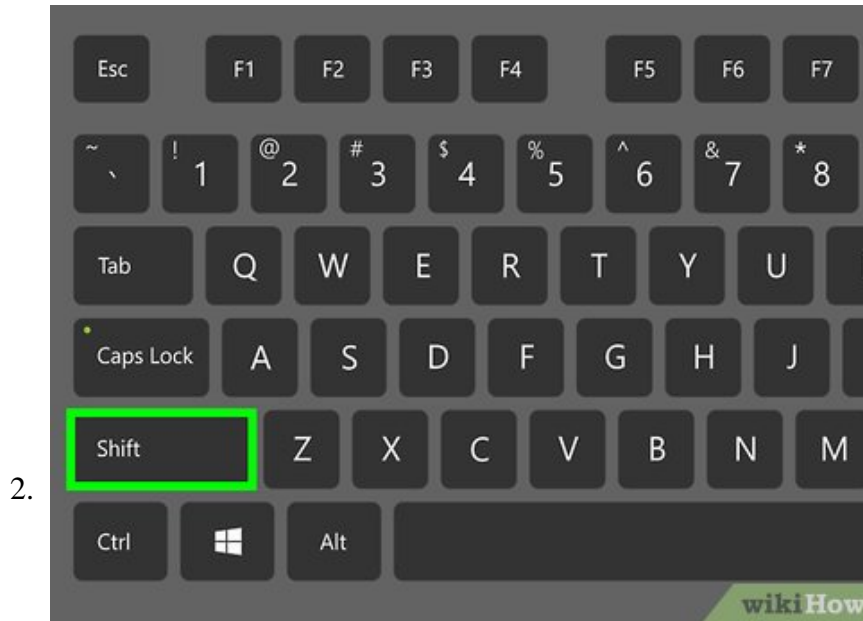 Esc F1 F2 F3 F4 F5 F6 F7
~ ` ! 1 @ 2 # 3 $ 4 % 5 ^ 6 & 7 * 8
Tab Q W E R T Y U
Caps Lock A S D F G H J
Shift Z X C V B N M
2.
Ctrl Alt
wikiHow